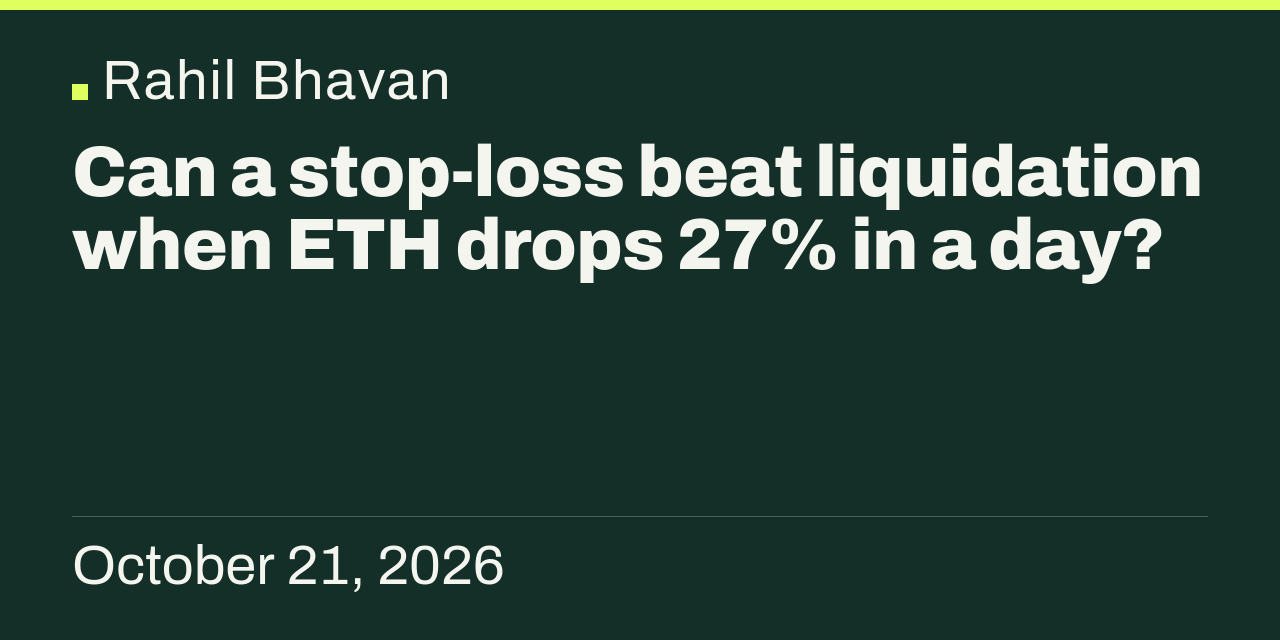 Rahil Bhavan
Can a stop-loss beat liquidation
when ETH drops 27% in a day?
October 21, 2026